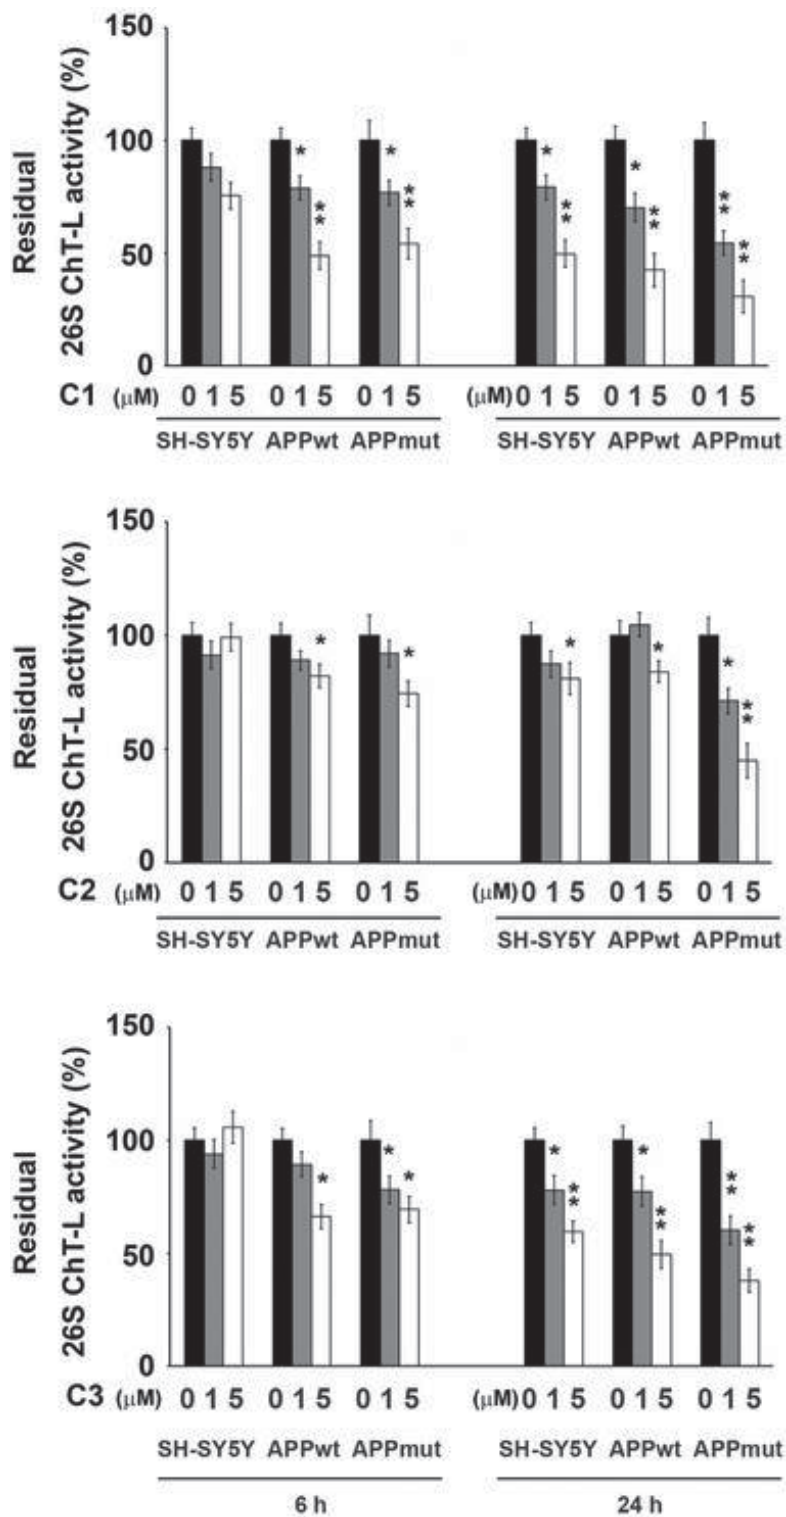 150
100
50
0
Residual
26S ChT-L activity (%)
*
*
**
*
**
*
**
*
**
**
**
C1 (μM) 0 1 5 0 1 5 0 1 5 (μM) 0 1 5 0 1 5 0 1 5
SH-SY5Y APPwt APPmut SH-SY5Y APPwt APPmut
150
100
50
0
Residual
26S ChT-L activity (%)
*
*
*
*
*
**
C2 (μM) 0 1 5 0 1 5 0 1 5 (μM) 0 1 5 0 1 5 0 1 5
SH-SY5Y APPwt APPmut SH-SY5Y APPwt APPmut
150
100
50
0
Residual
26S ChT-L activity (%)
*
*
*
*
**
*
**
**
**
C3 (μM) 0 1 5 0 1 5 0 1 5 (μM) 0 1 5 0 1 5 0 1 5
SH-SY5Y APPwt APPmut SH-SY5Y APPwt APPmut
6 h 24 h